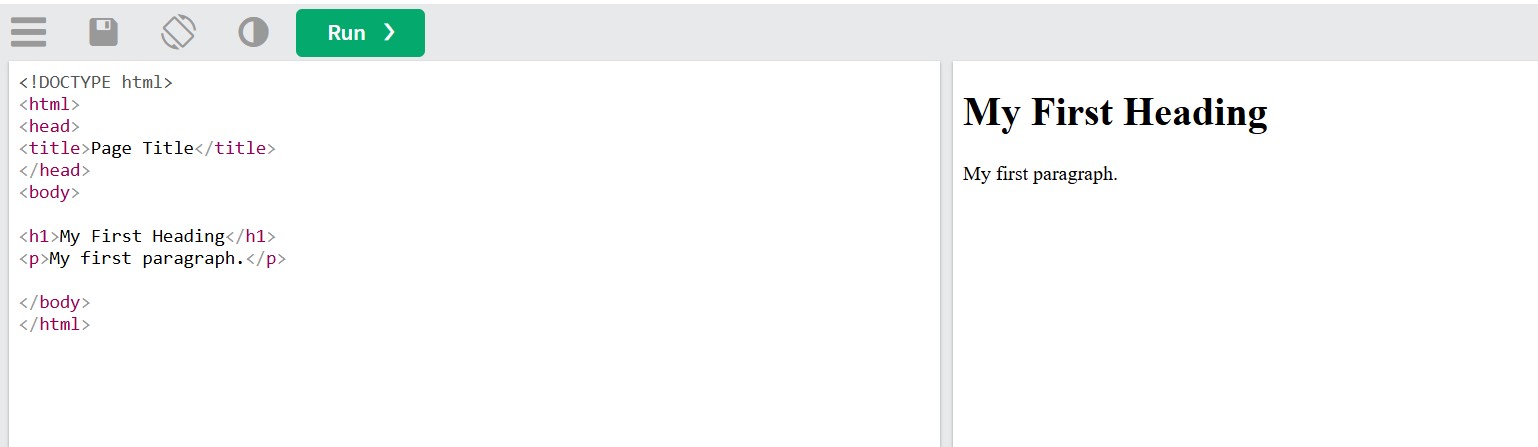 Run ❯
<!DOCTYPE html>
<html>
<head>
<title>Page Title</title>
</head>
<body>
<h1>My First Heading</h1>
<p>My first paragraph.</p>
</body>
</html>
My First Heading
My first paragraph.